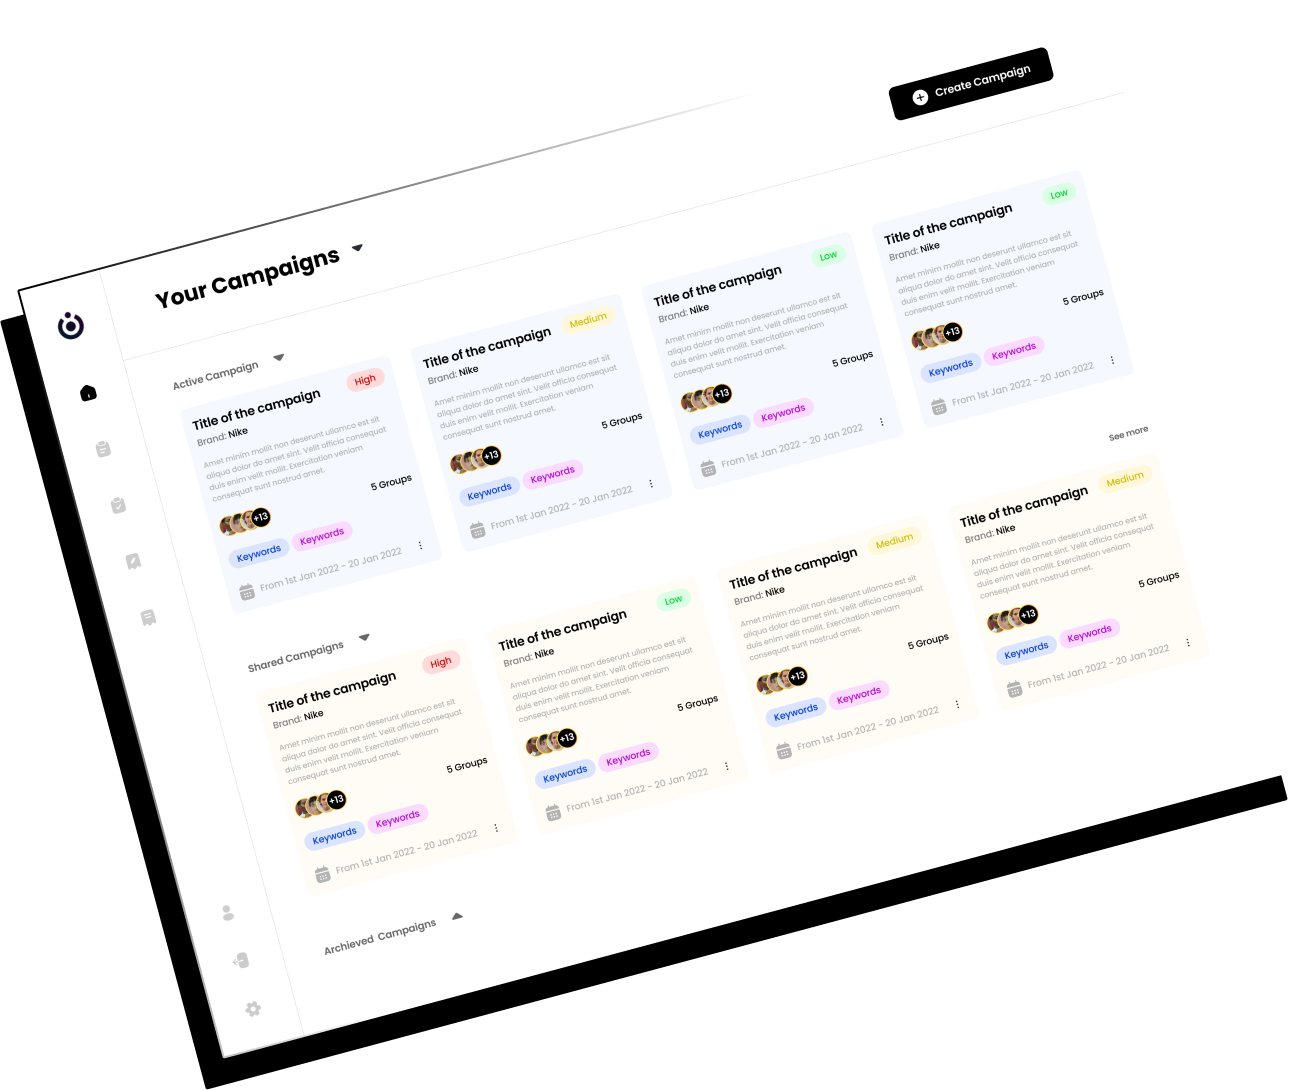 Create Campaign
Your Campaigns
Active Campaign
Title of the campaign
High
Brand: Nike
Amet minim mollit non deserunt ullamco est sit
aliqua dolor do amet sint. Velit officia consequat
duis enim velit mollit. Exercitation veniam
consequat sunt nostrud amet.
5 Groups
+13
Keywords
Keywords
From 1st Jan 2022 - 20 Jan 2022
Title of the campaign
Medium
Brand: Nike
Amet minim mollit non deserunt ullamco est sit
aliqua dolor do amet sint. Velit officia consequat
duis enim velit mollit. Exercitation veniam
consequat sunt nostrud amet.
5 Groups
+13
Keywords
Keywords
From 1st Jan 2022 - 20 Jan 2022
Title of the campaign
Low
Brand: Nike
Amet minim mollit non deserunt ullamco est sit
aliqua dolor do amet sint. Velit officia consequat
duis enim velit mollit. Exercitation veniam
consequat sunt nostrud amet.
5 Groups
+13
Keywords
Keywords
From 1st Jan 2022 - 20 Jan 2022
Title of the campaign
Low
Brand: Nike
Amet minim mollit non deserunt ullamco est sit
aliqua dolor do amet sint. Velit officia consequat
duis enim velit mollit. Exercitation veniam
consequat sunt nostrud amet.
5 Groups
+13
Keywords
Keywords
From 1st Jan 2022 - 20 Jan 2022
Shared Campaigns
See more
Title of the campaign
High
Brand: Nike
Amet minim mollit non deserunt ullamco est sit
aliqua dolor do amet sint. Velit officia consequat
duis enim velit mollit. Exercitation veniam
consequat sunt nostrud amet.
5 Groups
+13
Keywords
Keywords
From 1st Jan 2022 - 20 Jan 2022
Title of the campaign
Low
Brand: Nike
Amet minim mollit non deserunt ullamco est sit
aliqua dolor do amet sint. Velit officia consequat
duis enim velit mollit. Exercitation veniam
consequat sunt nostrud amet.
5 Groups
+13
Keywords
Keywords
From 1st Jan 2022 - 20 Jan 2022
Title of the campaign
Medium
Brand: Nike
Amet minim mollit non deserunt ullamco est sit
aliqua dolor do amet sint. Velit officia consequat
duis enim velit mollit. Exercitation veniam
consequat sunt nostrud amet.
5 Groups
+13
Keywords
Keywords
From 1st Jan 2022 - 20 Jan 2022
Title of the campaign
Medium
Brand: Nike
Amet minim mollit non deserunt ullamco est sit
aliqua dolor do amet sint. Velit officia consequat
duis enim velit mollit. Exercitation veniam
consequat sunt nostrud amet.
5 Groups
+13
Keywords
Keywords
From 1st Jan 2022 - 20 Jan 2022
Archieved Campaigns